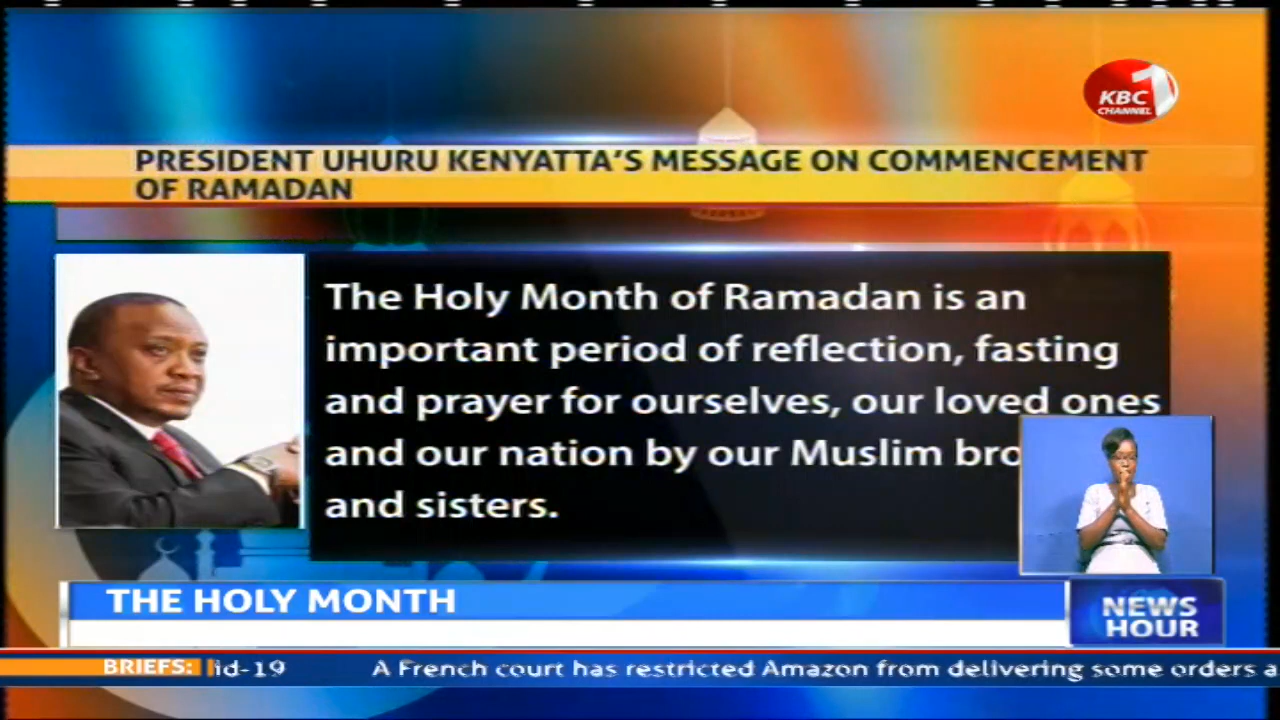 KBC 1
CHANNEL
PRESIDENT UHURU KENYATTA'S MESSAGE ON COMMENCEMENT
OF RAMADAN
The Holy Month of Ramadan is an
important period of reflection, fasting
and prayer for ourselves, our loved ones
and our nation by our Muslim bro
and sisters.
THE HOLY MONTH
NEWS
HOUR
BRIEFS: id-19 A French court has restricted Amazon from delivering some orders a